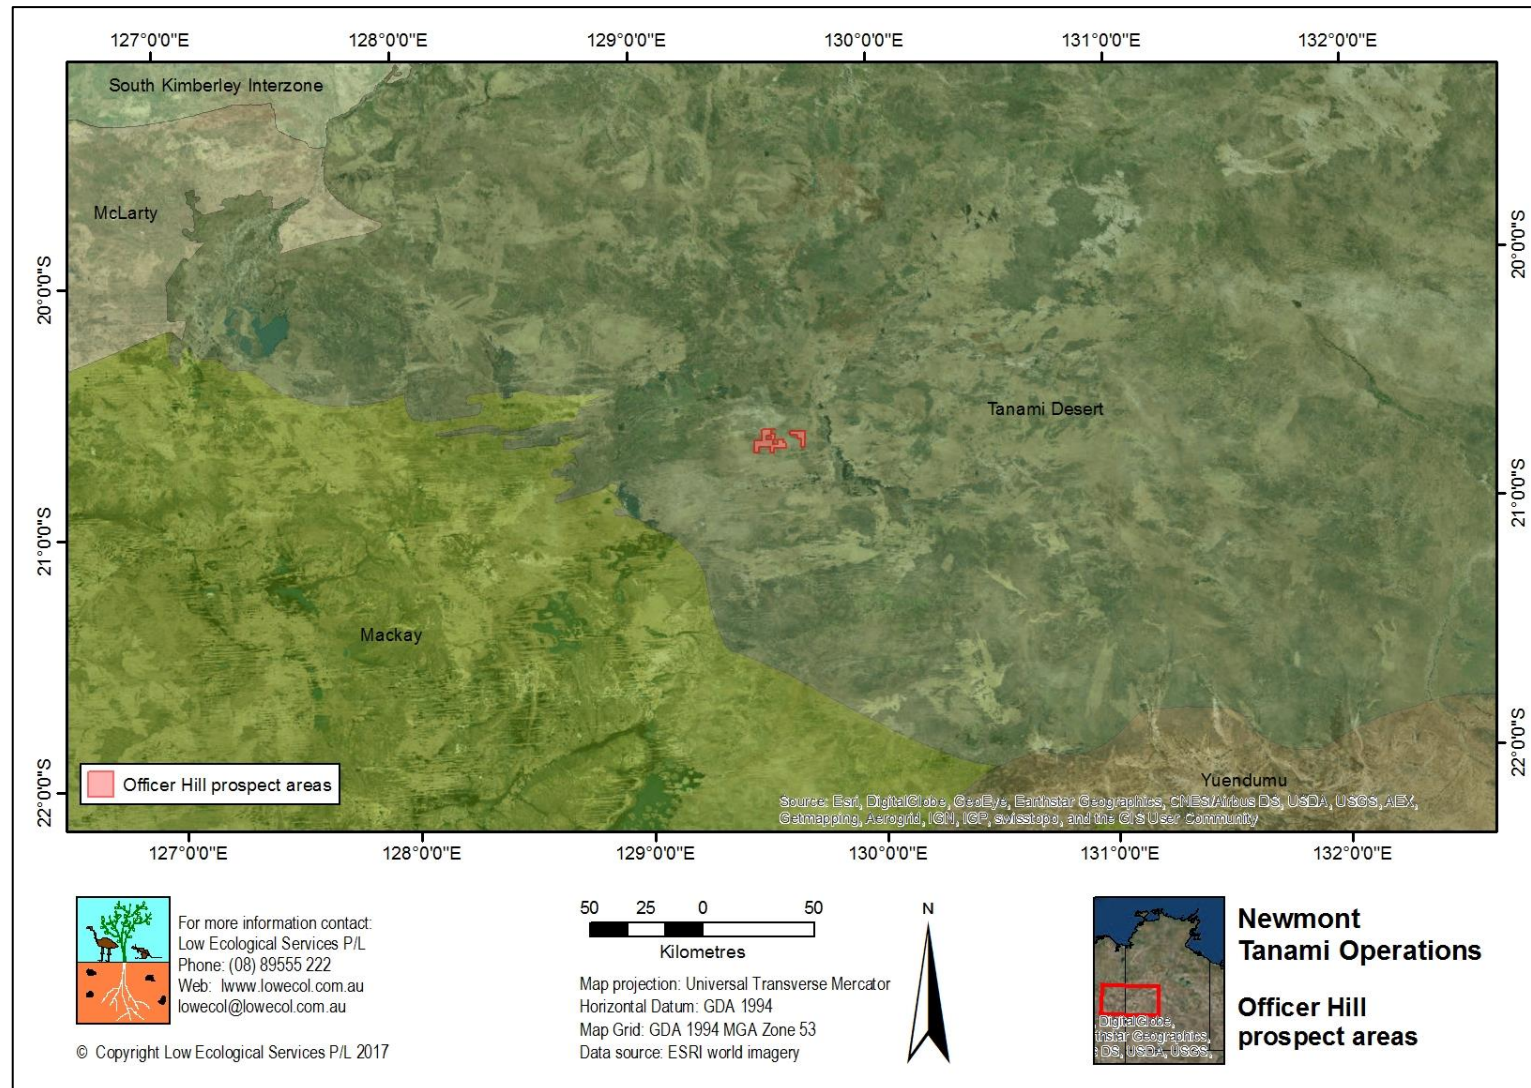 127°0'0"E
128°0'0"E
129°0'0"E
130°0'0"E
131°0'0"E
132°0'0"E
South Kimberley Interzone
McLarty
20°0'0"S
20°0'0"S
Tanami Desert
21°0'0"S
21°0'0"S
Mackay
22°0'0"S
22°0'0"S
Officer Hill prospect areas
Yuendumu
Source: Esri, DigitalGlobe, GeoEye, Earthstar Geographics, CNES/Airbus DS, USDA, USGS, AEX,
Getmapping, Aerogrid, IGN, IGP, swisstopo, and the GIS User Community
127°0'0"E
128°0'0"E
129°0'0"E
130°0'0"E
131°0'0"E
132°0'0"E
For more information contact:
Low Ecological Services P/L
Phone: (08) 89555 222
Web: lwww.lowecol.com.au
lowecol@lowecol.com.au
© Copyright Low Ecological Services P/L 2017
50 25 0 50
Kilometres
Map projection: Universal Transverse Mercator
Horizontal Datum: GDA 1994
Map Grid: GDA 1994 MGA Zone 53
Data source: ESRI world imagery
N
DigitalGlobe,
thstar Geographics,
DS, USDA, USGS,
Newmont
Tanami Operations
Officer Hill
prospect areas